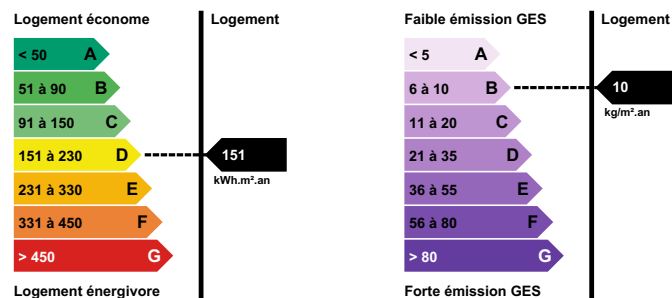 Logement économe
Logement
< 50 A
51 à 90 B
91 à 150 C
151 à 230 D
151
kWh.m².an
231 à 330 E
331 à 450 F
> 450 G
Logement énergivore
Faible émission GES
Logement
< 5 A
6 à 10 B
10
kg/m².an
11 à 20 C
21 à 35 D
36 à 55 E
56 à 80 F
> 80 G
Forte émission GES